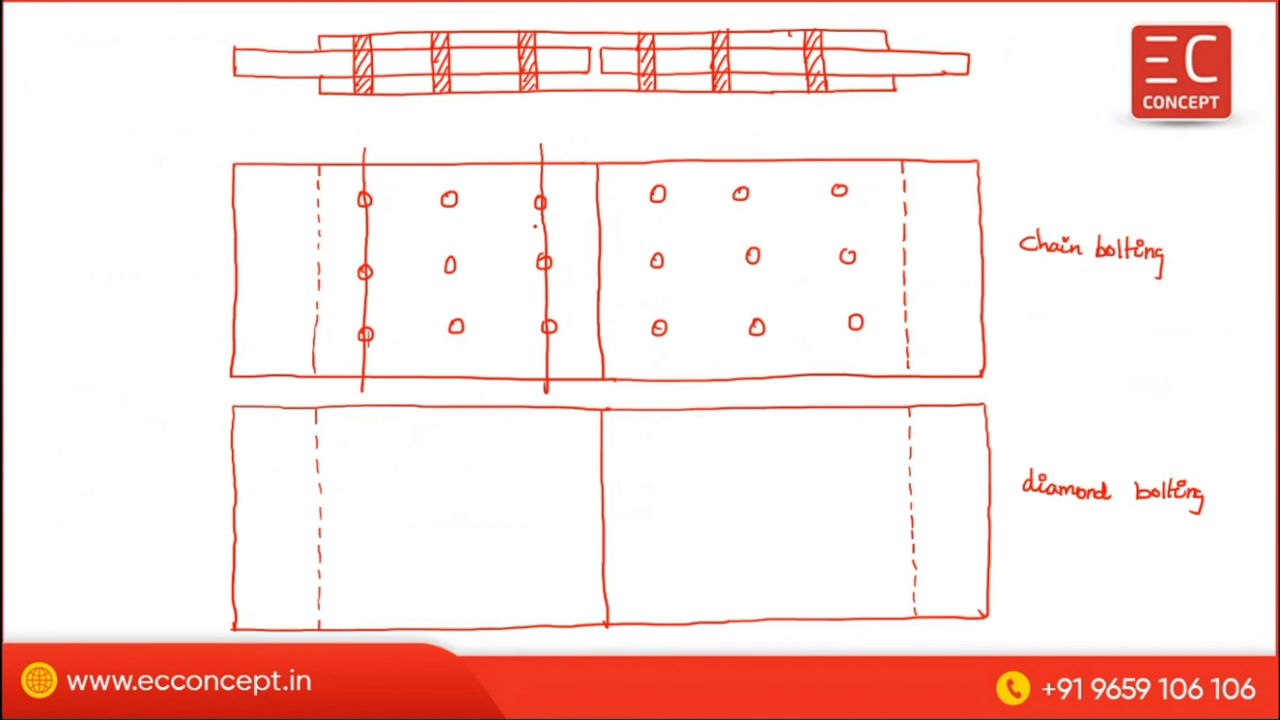 EC
CONCEPT
Chain bolting
diamond bolting
www.ecconcept.in
+91 9659 106 106